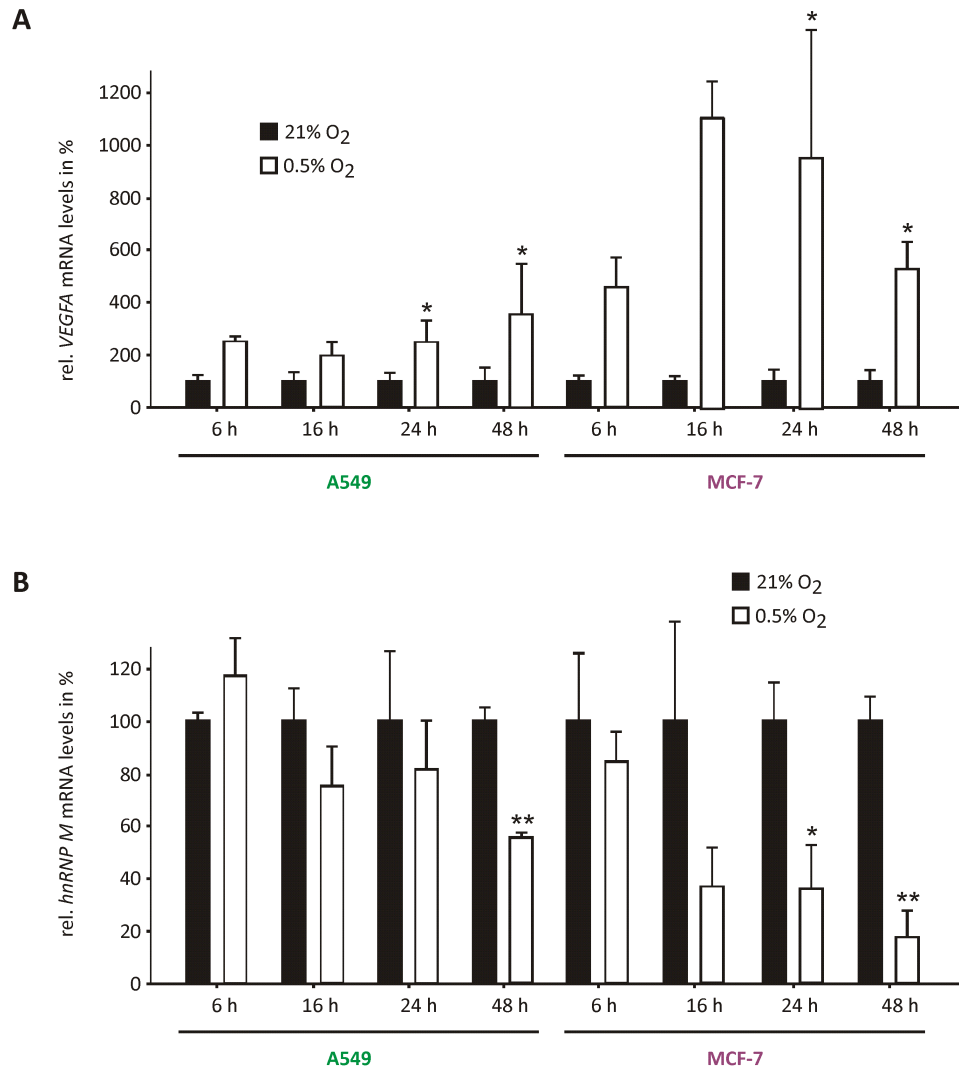 A
rel. VEGFA mRNA levels in %
1200
1000
800
600
400
200
0
21% O2
0.5% O2
* * * *
6 h 16 h 24 h 48 h 6 h 16 h 24 h 48 h
A549 MCF-7
B
rel. hnRNP M mRNA levels in %
21% O2
0.5% O2
120
100
80
60
40
20
0
** * **
6 h 16 h 24 h 48 h 6 h 16 h 24 h 48 h
A549 MCF-7